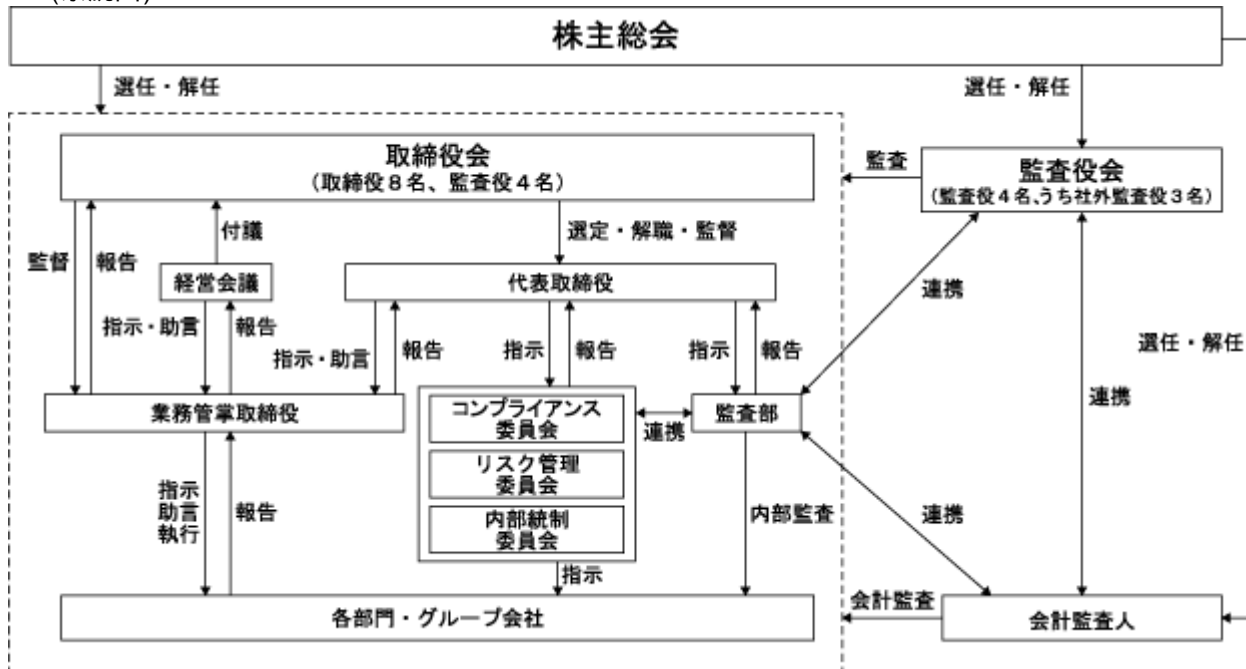 株主総会
選任・解任
選任・解任
取締役会
(取締役8名、監査役4名)
監査
監査役会
(監査役4名、うち社外監査役3名)
付議
選定・解職・監督
監督
報告
経営会議
代表取締役
連携
指示・助言
報告
指示・助言
報告
指示
報告
指示
報告
選任・解任
業務管掌取締役
コンプライアンス
委員会
連携
監査部
連携
リスク管理
委員会
指示
助言
執行
報告
内部統制
委員会
内部監査
連携
指示
各部門・グループ会社
会計監査
会計監査人